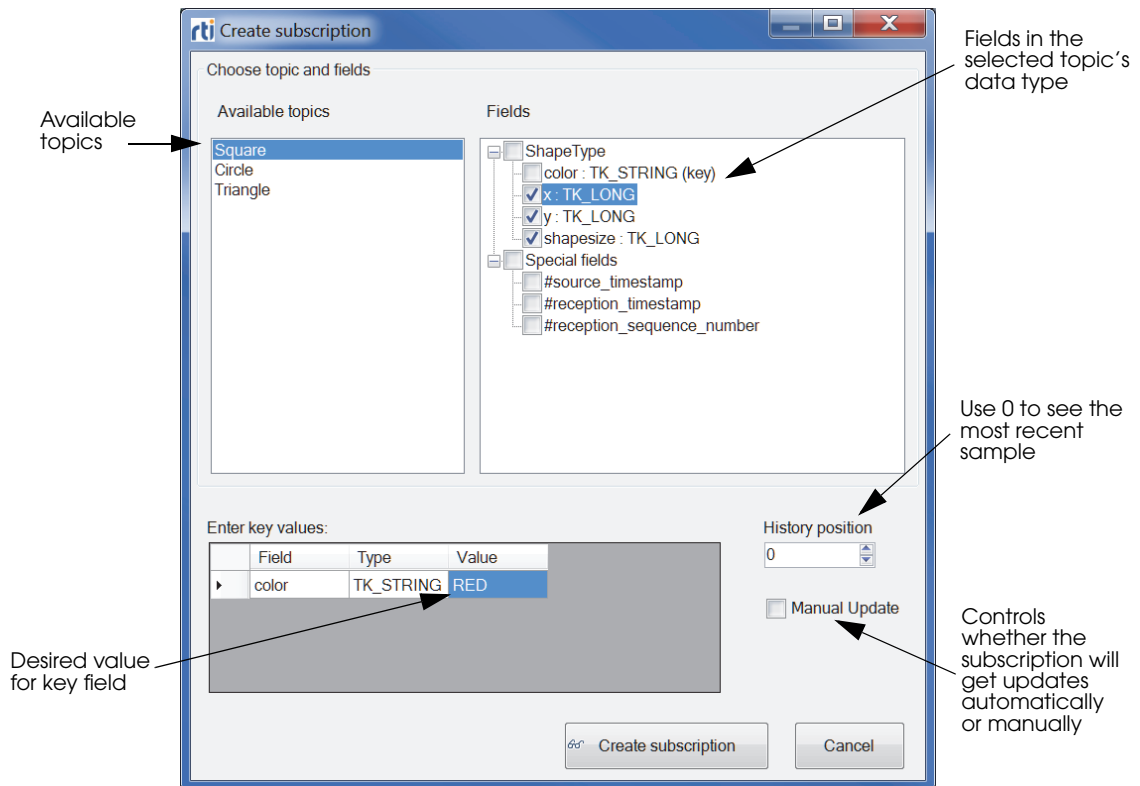 rti Create subscription
Fields in the
selected topic's
data type
Choose topic and fields
Available topics
Fields
Available
topics
Square
Circle
Triangle
ShapeType
color : TK_STRING (key)
x : TK_LONG
y : TK_LONG
shapesize : TK_LONG
Special fields
#source_timestamp
#reception_timestamp
#reception_sequence_number
Use 0 to see the
most recent
sample
Enter key values:
History position
Field Type Value
0
color TK_STRING RED
Manual Update
Controls
whether the
subscription will
get updates
automatically
or manually
Desired value
for key field
Create subscription
Cancel